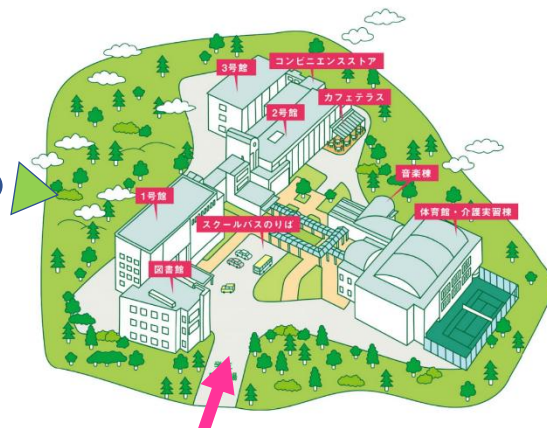 コンビニエンスストア
3号館
カフェテラス
2号館
音楽棟
1号館
体育館・介護実習棟
スクールバスのりば
図書館